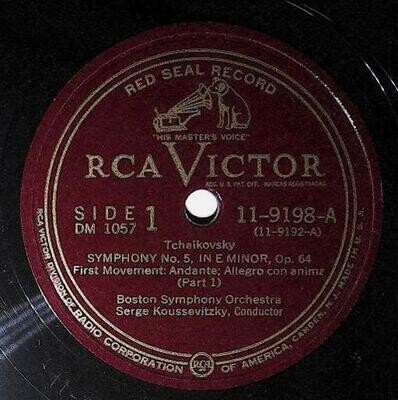 RED SEAL RECORD
"HIS MASTER'S VOICE"
RCA VICTOR
REG. U. S. PAT. OFF. MARCAS REGISTRADAS
SIDE 1
DM 1057
11-9198-A
(11-9192-A)
Tchaikovsky
SYMPHONY No. 5, IN E MINOR, Op. 64
First Movement: Andante; Allegro con anima
(Part 1)
Boston Symphony Orchestra
Serge Koussevitzky, Conductor
RCA VICTOR DIVISION OF RADIO CORPORATION OF AMERICA, CAMDEN, N. J. MADE IN U. S. A.
RCA